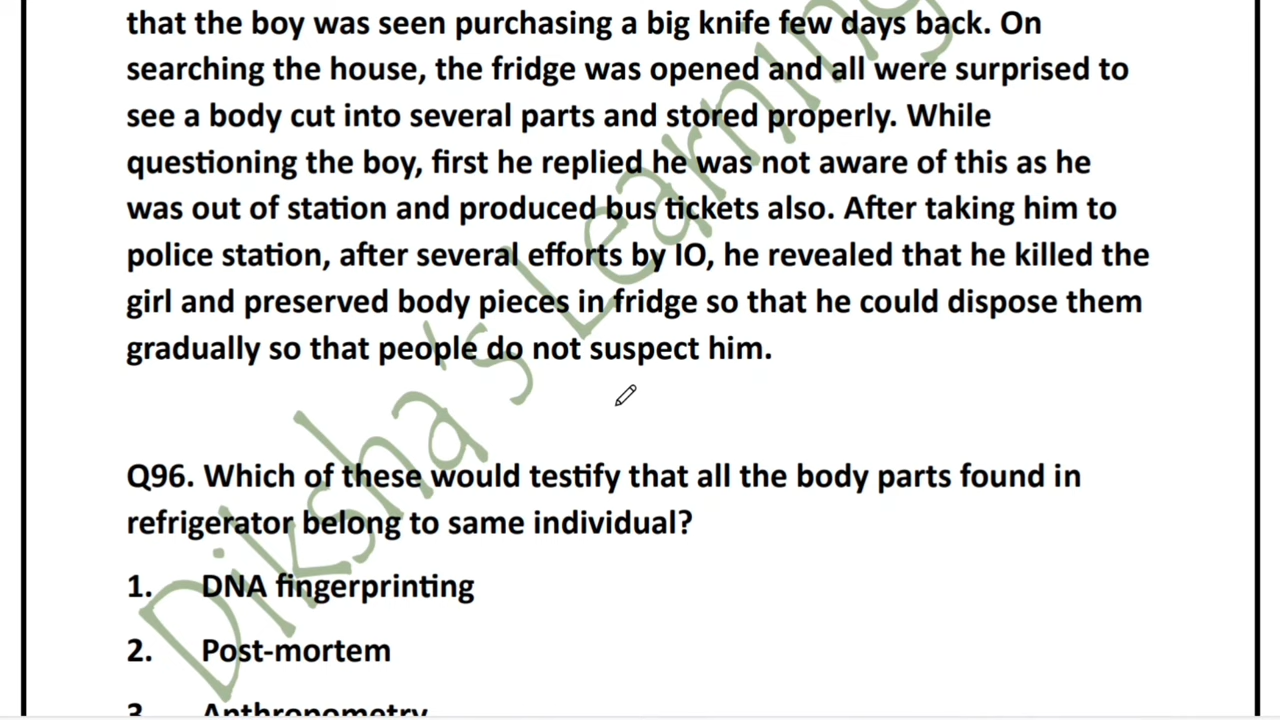 that the boy was seen purchasing a big knife few days back. On
searching the house, the fridge was opened and all were surprised to
see a body cut into several parts and stored properly. While
questioning the boy, first he replied he was not aware of this as he
was out of station and produced bus tickets also. After taking him to
police station, after several efforts by IO, he revealed that he killed the
girl and preserved body pieces in fridge so that he could dispose them
gradually so that people do not suspect him.
Q96. Which of these would testify that all the body parts found in
refrigerator belong to same individual?
1. DNA fingerprinting
2. Post-mortem
3. Anthropometry
Diksha's Learning